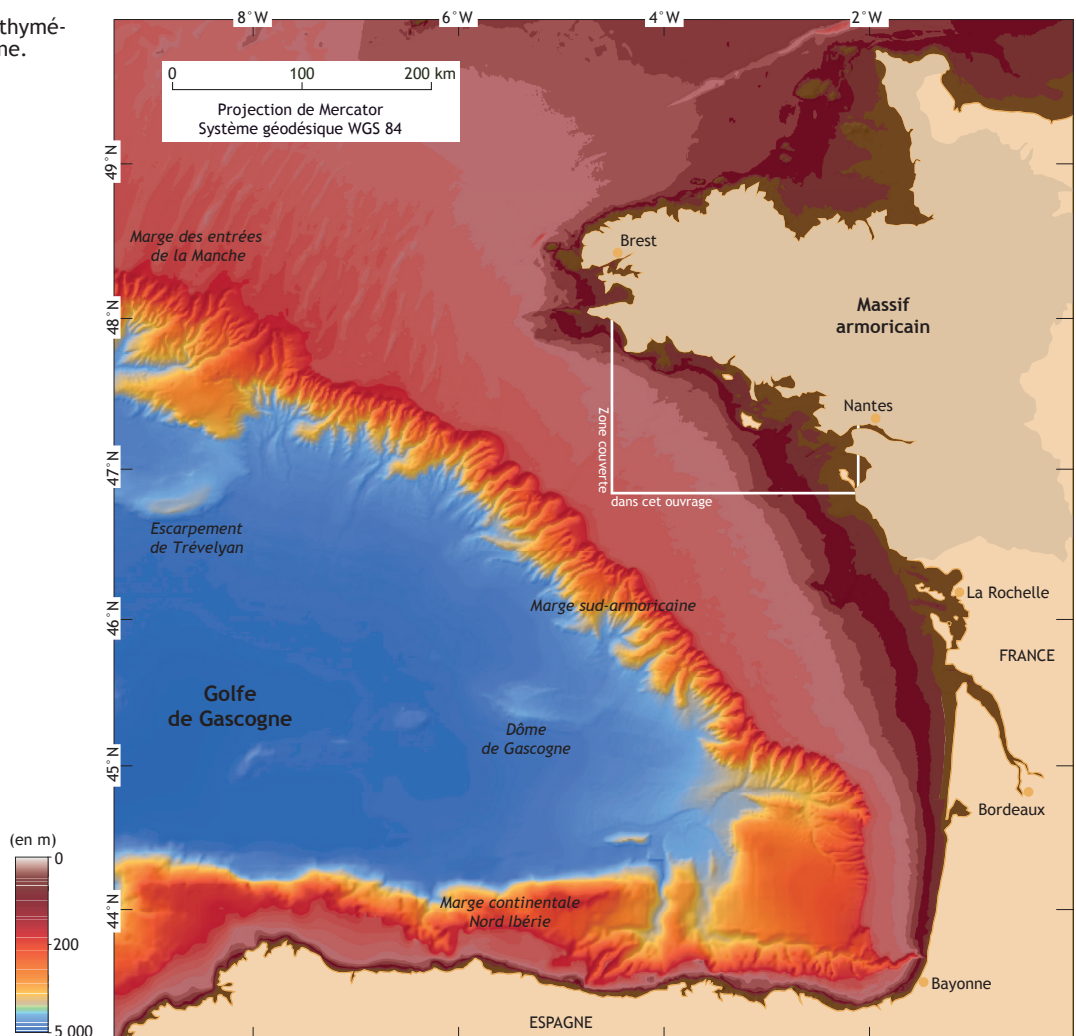 thymé-
ne.
8°W
6°W
4°W
2°W
0
100
200 km
Projection de Mercator
Système géodésique WGS 84
49°N
Marge des entrées
de la Manche
Brest
48°N
Massif
armoricain
Nantes
Zone couverte
dans cet ouvrage
47°N
Escarpement
de Trévelyan
La Rochelle
46°N
Marge sud-armoricaine
FRANCE
Golfe
de Gascogne
Dôme
de Gascogne
45°N
Bordeaux
(en m)
0
200
5 000
44°N
Marge continentale
Nord Ibérie
Bayonne
ESPAGNE